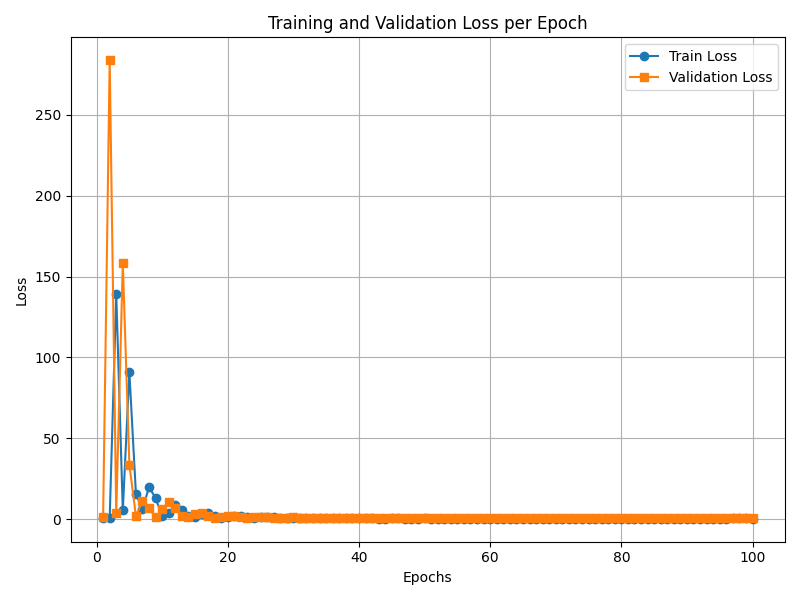 Training and Validation Loss per Epoch
Train Loss
Validation Loss
250
200
150
100
50
0
Loss
0 20 40 60 80 100
Epochs